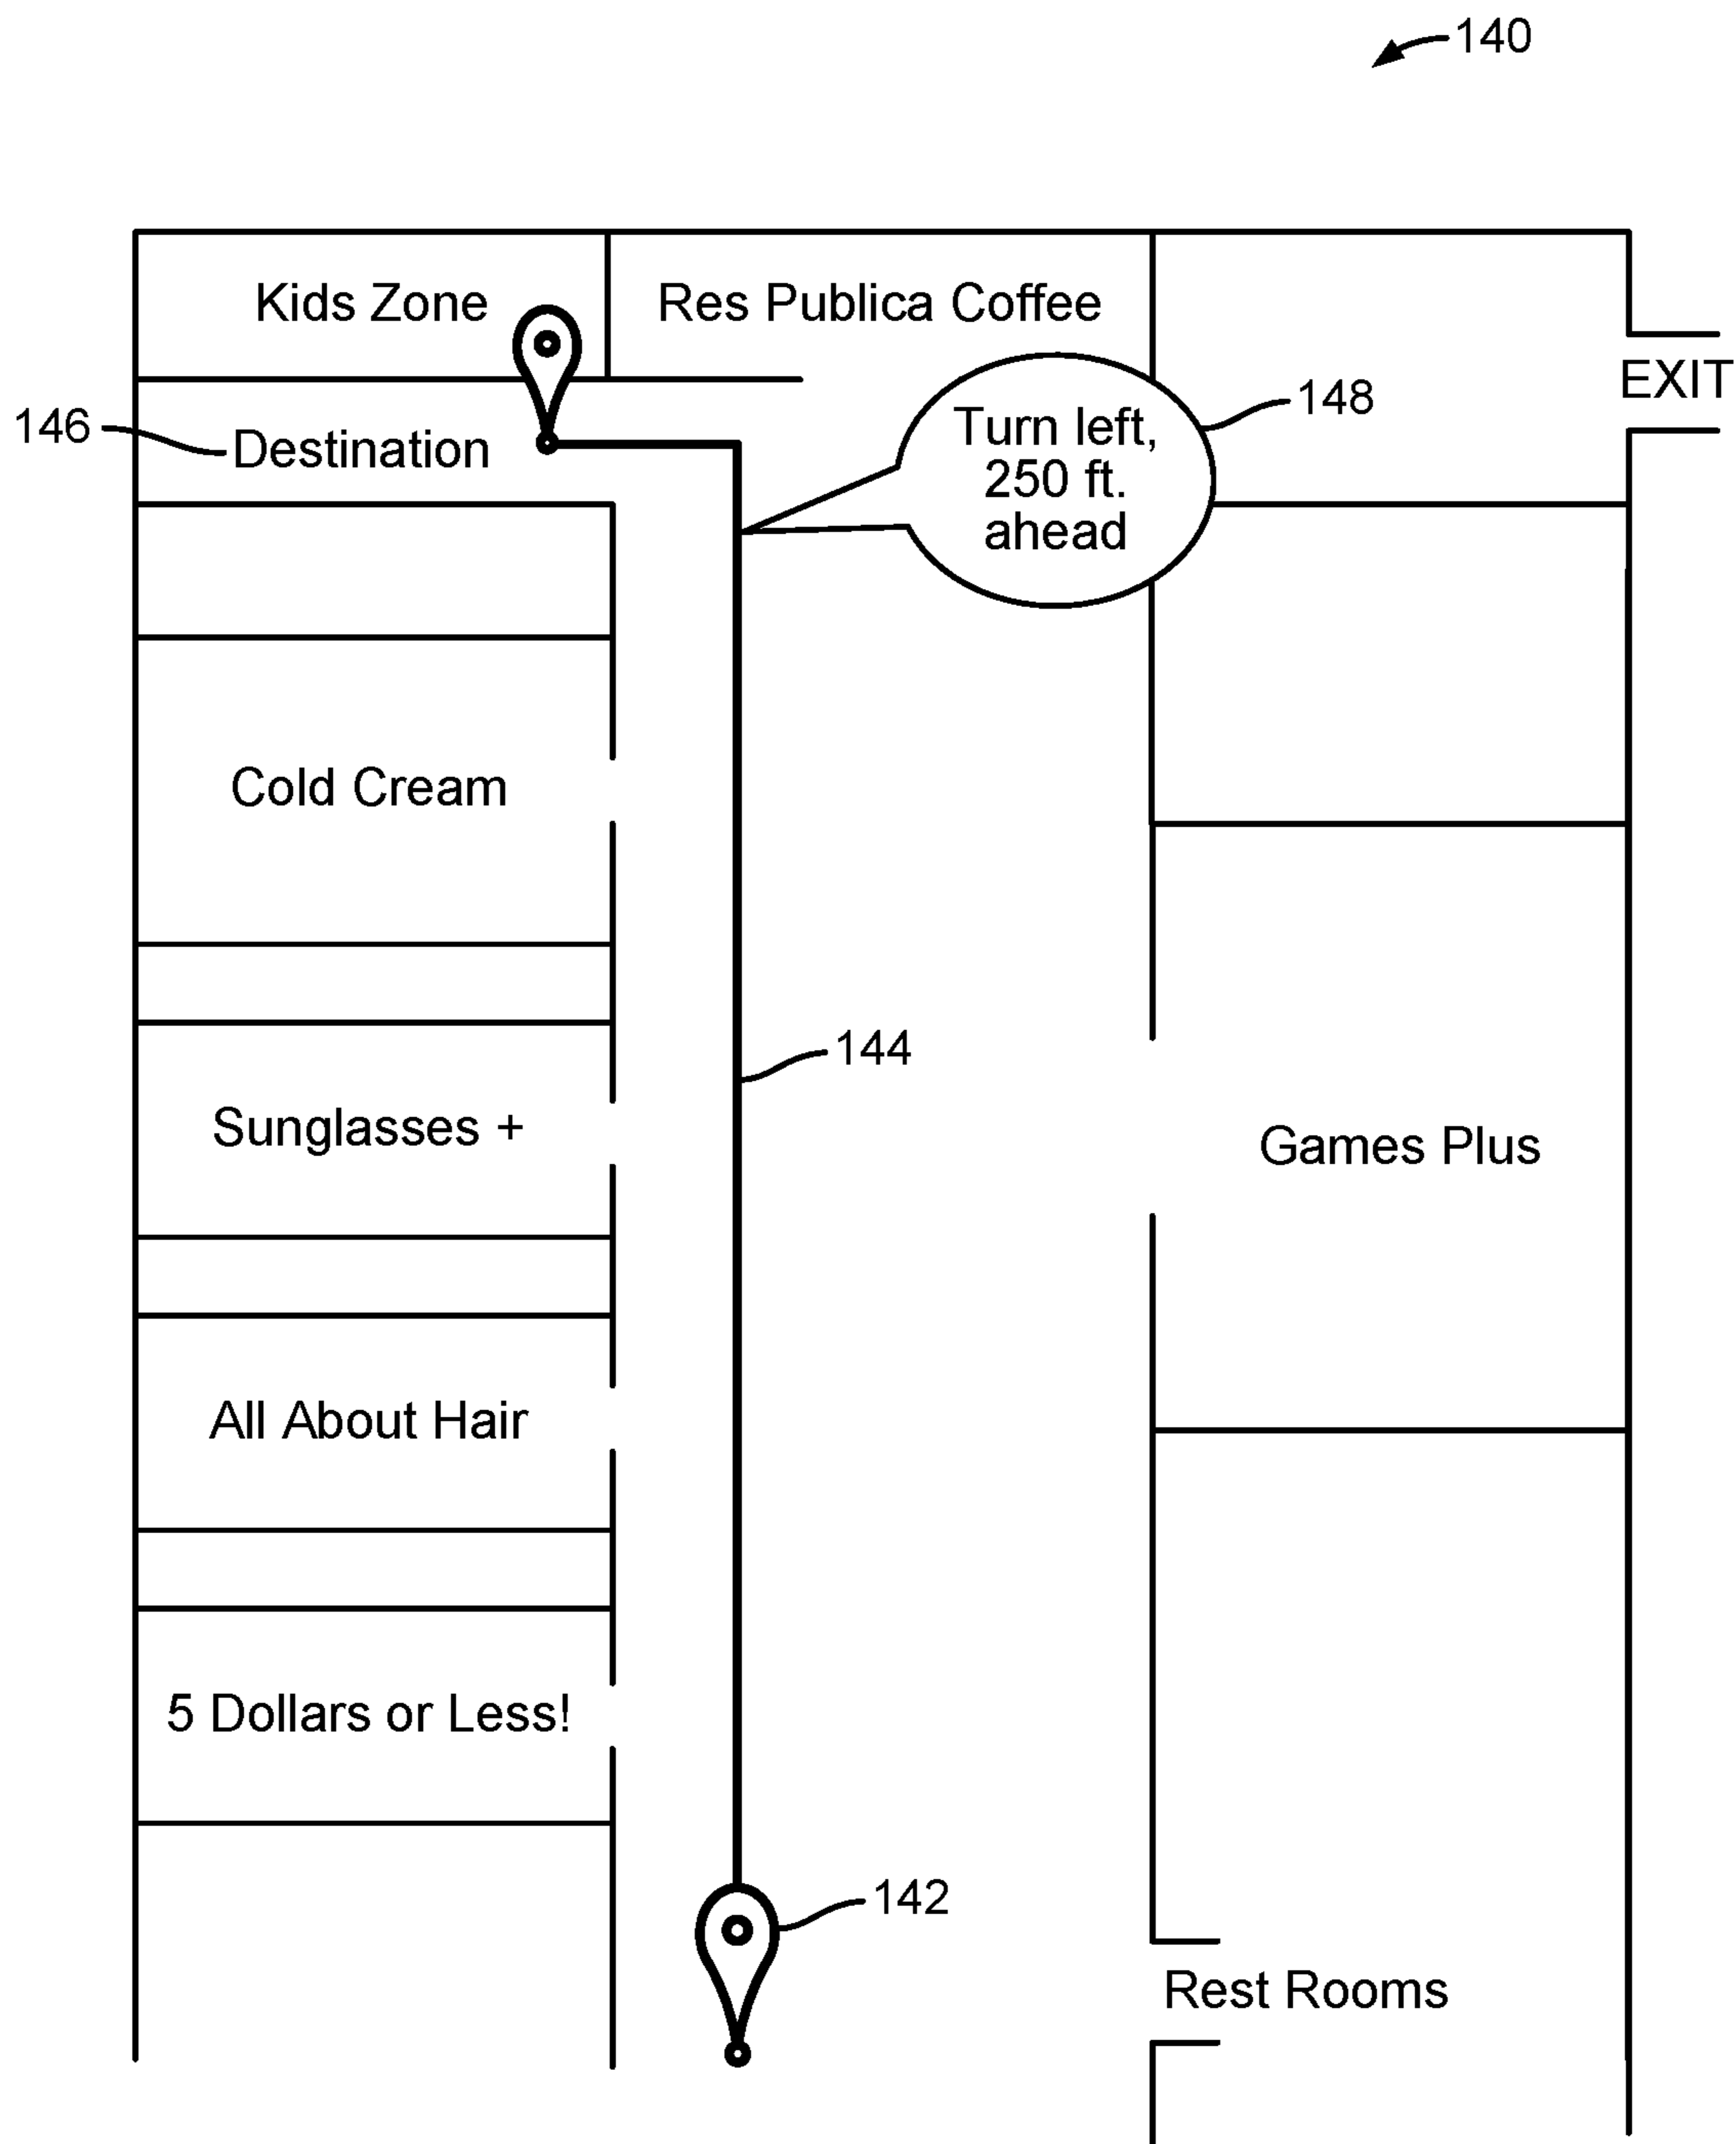 140
Kids Zone
Res Publica Coffee
EXIT
148
Turn left,
250 ft.
ahead
146
Destination
Cold Cream
144
Sunglasses +
Games Plus
All About Hair
5 Dollars or Less!
142
Rest Rooms